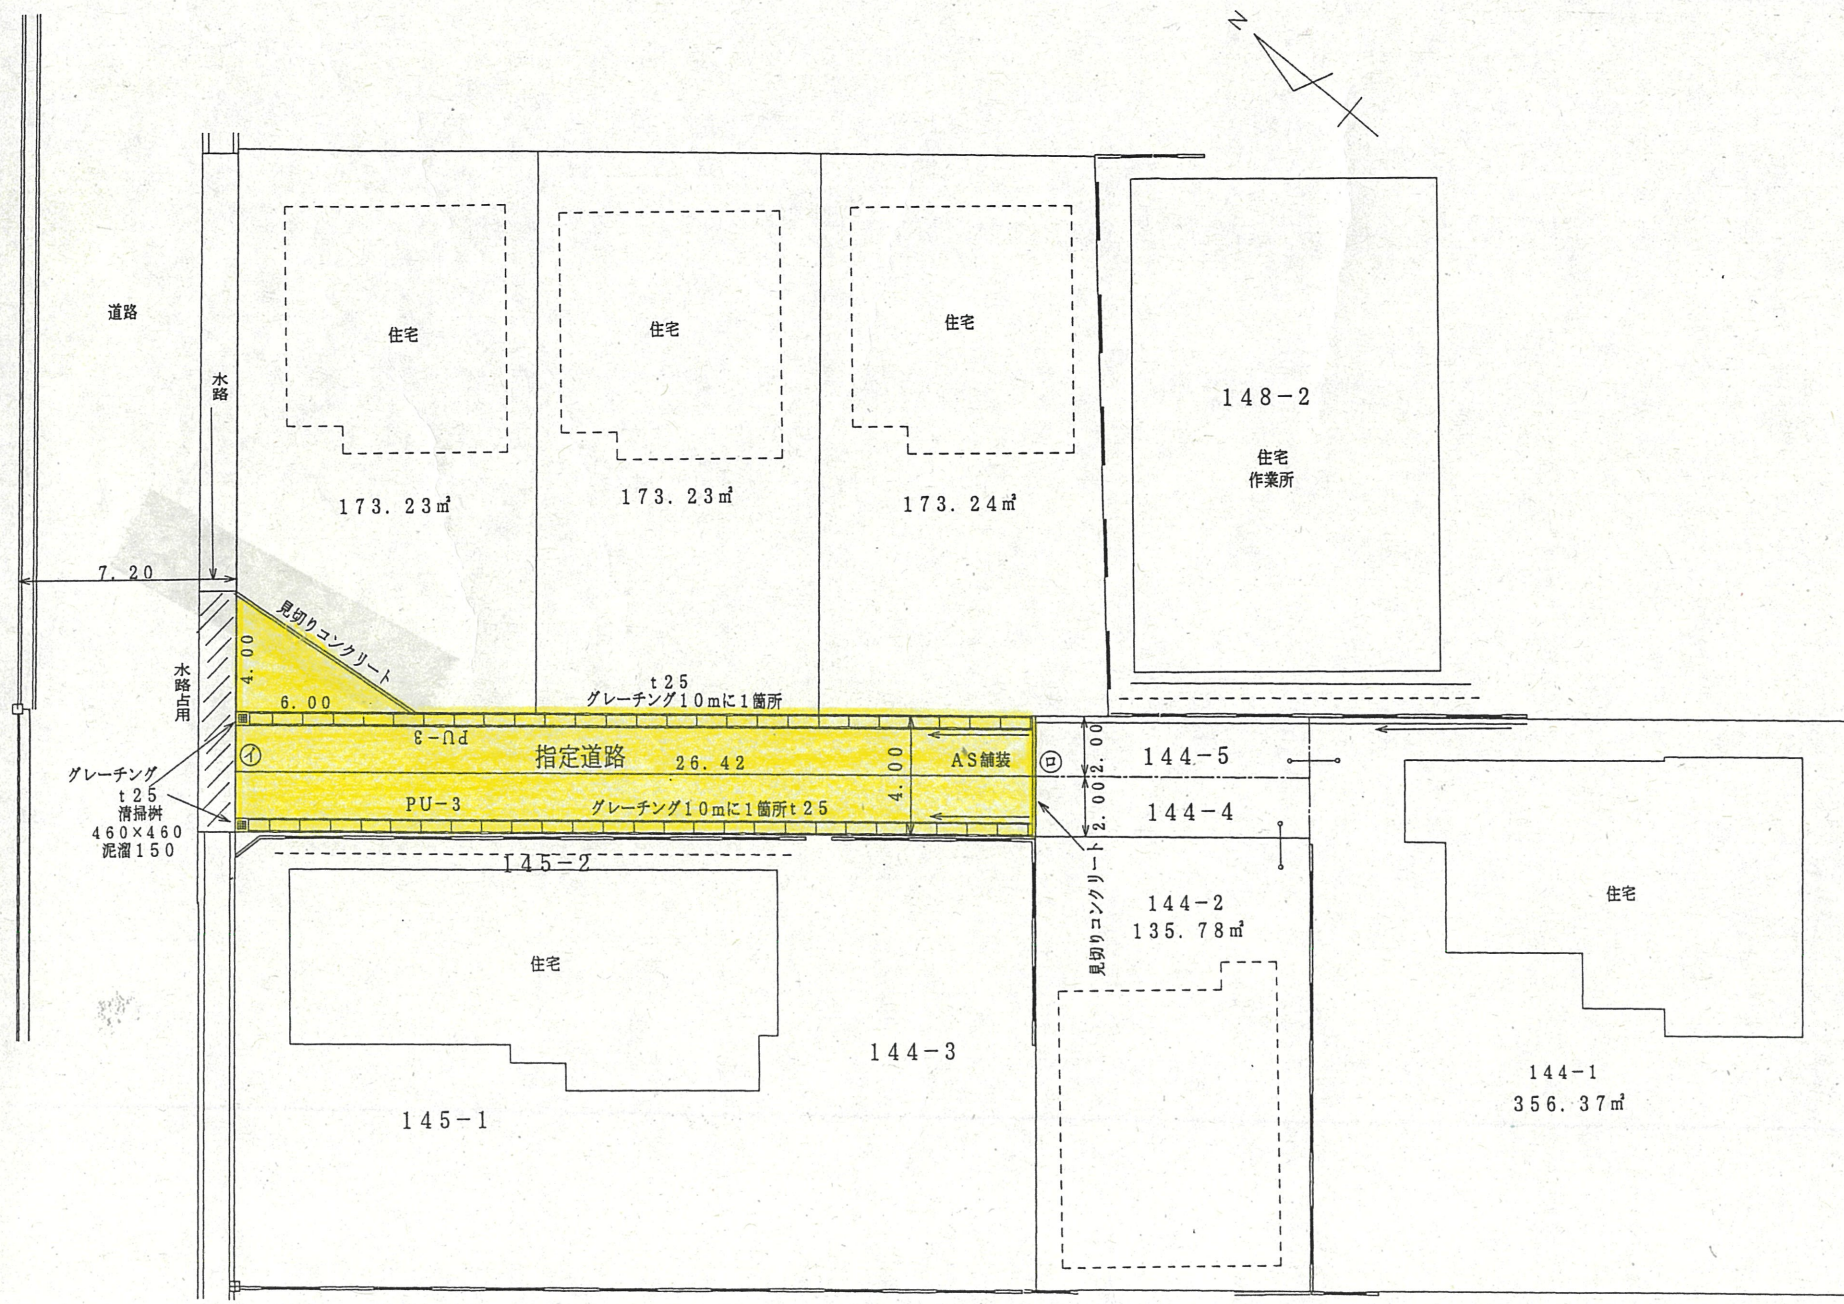 N
道路
水路
住宅
住宅
住宅
148-2
住宅
作業所
173.23㎡
173.23㎡
173.24㎡
7.20
見切りコンクリート
4.00
6.00
水路占用
t25
グレーチング10mに1箇所
PU-3
イ
指定道路
26.42
4.00
AS舗装
ロ
2.00
2.00
144-5
144-4
グレーチング
t25
清掃桝
460×460
泥溜150
PU-3
グレーチング10mに1箇所t25
145-2
見切りコンクリート
144-2
135.78㎡
住宅
住宅
144-3
145-1
144-1
356.37㎡